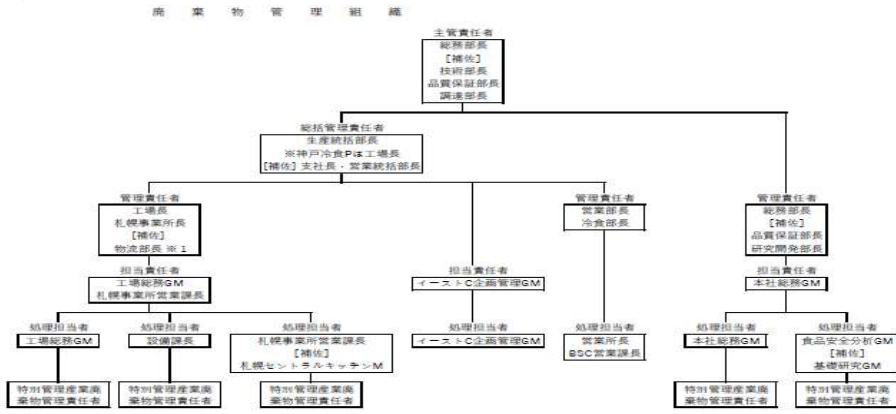 廃棄物管理組織
主管責任者
総務部長
[補佐]
技術部長
品質保証部長
調達部長
総括管理責任者
生産統括部長
※神戸冷食Pは工場長
[補佐] 支社長・営業統括部長
管理責任者
工場長
札幌事業所長
[補佐]
物流部長 ※1
管理責任者
営業部長
冷食部長
管理責任者
総務部長
[補佐]
品質保証部長
研究開発部長
担当責任者
工場総務GM
札幌事業所営業課長
担当責任者
イーストC企画管理GM
担当責任者
本社総務GM
処理担当者
工場総務GM
処理担当者
設備課長
処理担当者
札幌事業所営業課長
[補佐]
札幌セントラルキッチンM
処理担当者
イーストC企画管理GM
処理担当者
営業所長
BSC営業課長
処理担当者
本社総務GM
処理担当者
食品安全分析GM
[補佐]
基礎研究GM
特別管理産業廃
棄物管理責任者
特別管理産業廃
棄物管理責任者
特別管理産業廃
棄物管理責任者
特別管理産業廃
棄物管理責任者
特別管理産業廃
棄物管理責任者